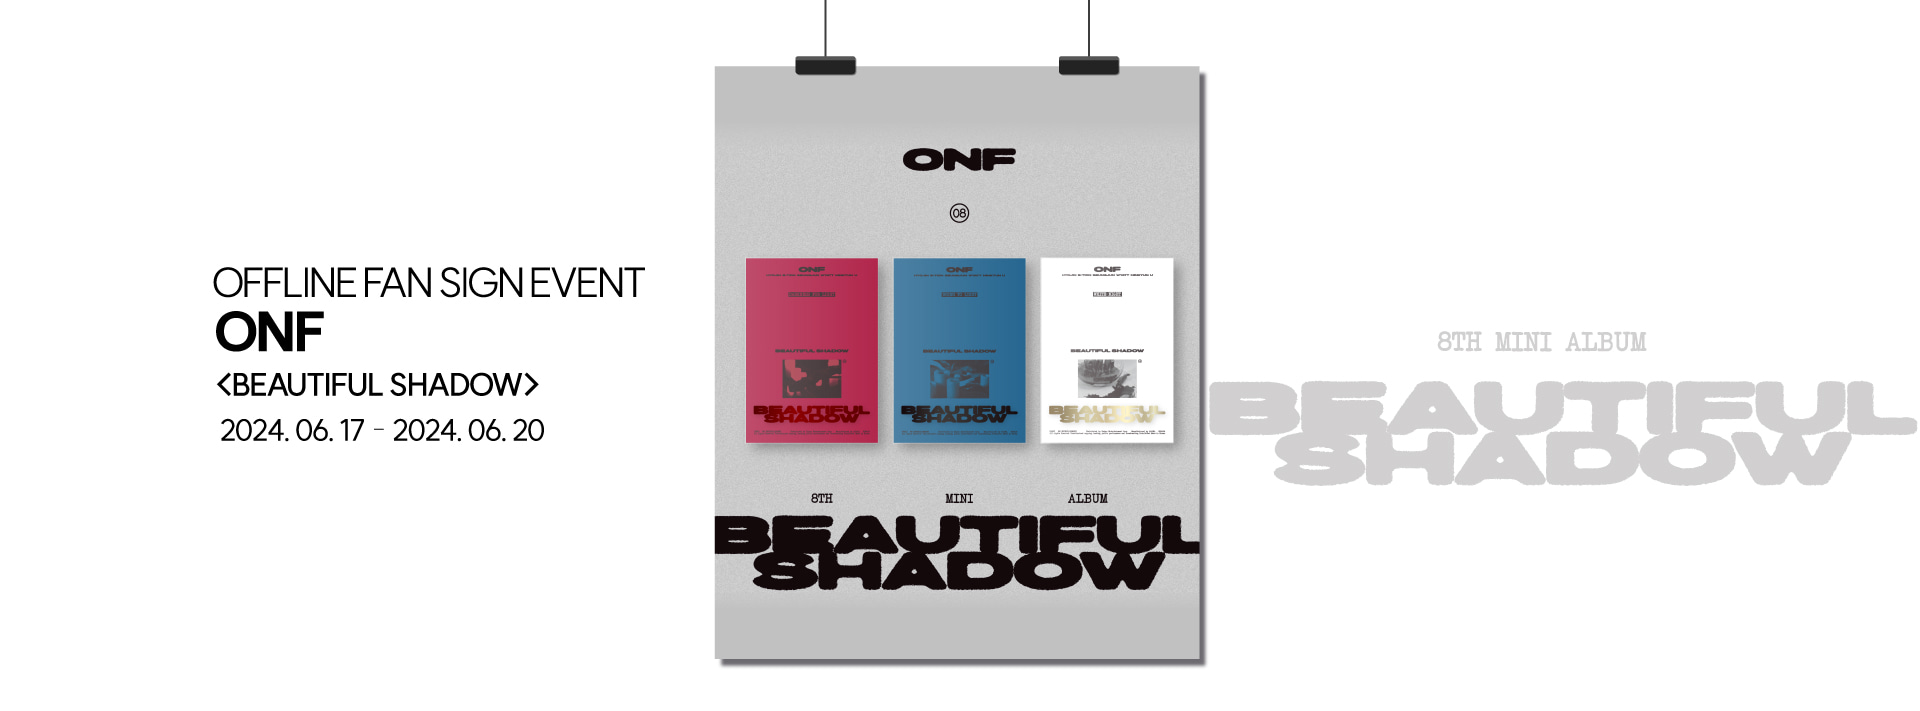 OFFLINE FAN SIGN EVENT
ONF
<BEAUTIFUL SHADOW>
2024. 06. 17 - 2024. 06. 20
ONF
08
ONF
BEAUTIFUL SHADOW
BEAUTIFUL
SHADOW
ONF
BEAUTIFUL SHADOW
BEAUTIFUL
SHADOW
ONF
BEAUTIFUL SHADOW
BEAUTIFUL
SHADOW
8TH MINI ALBUM
BEAUTIFUL
SHADOW
8TH MINI ALBUM
BEAUTIFUL
SHADOW